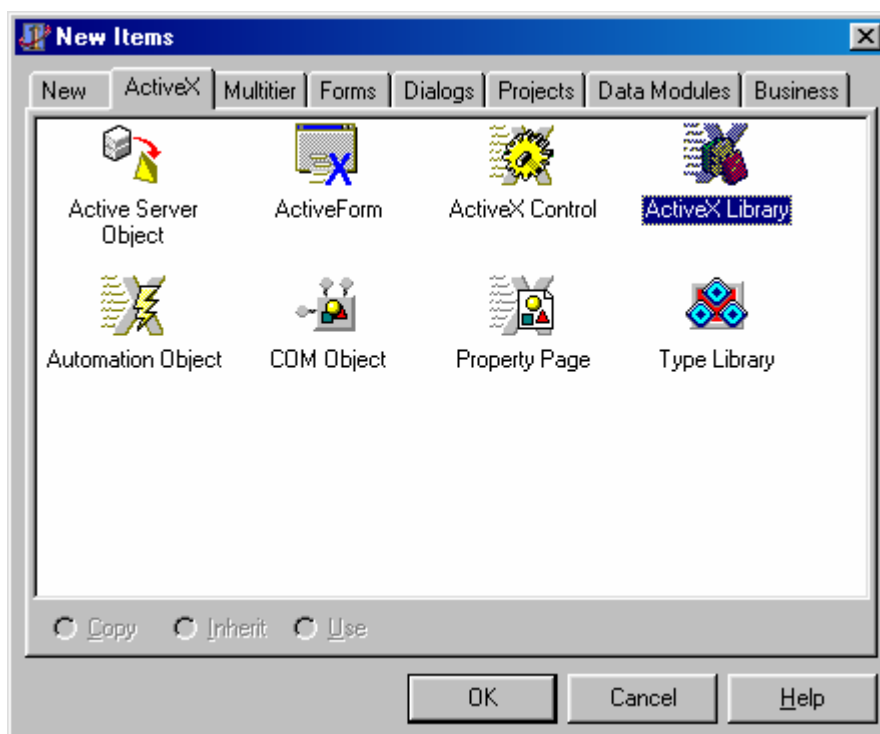 New Items
New ActiveX Multitier Forms Dialogs Projects Data Modules Business
Active Server Object ActiveForm ActiveX Control ActiveX Library
Automation Object COM Object Property Page Type Library
Copy Inherit Use
OK Cancel Help